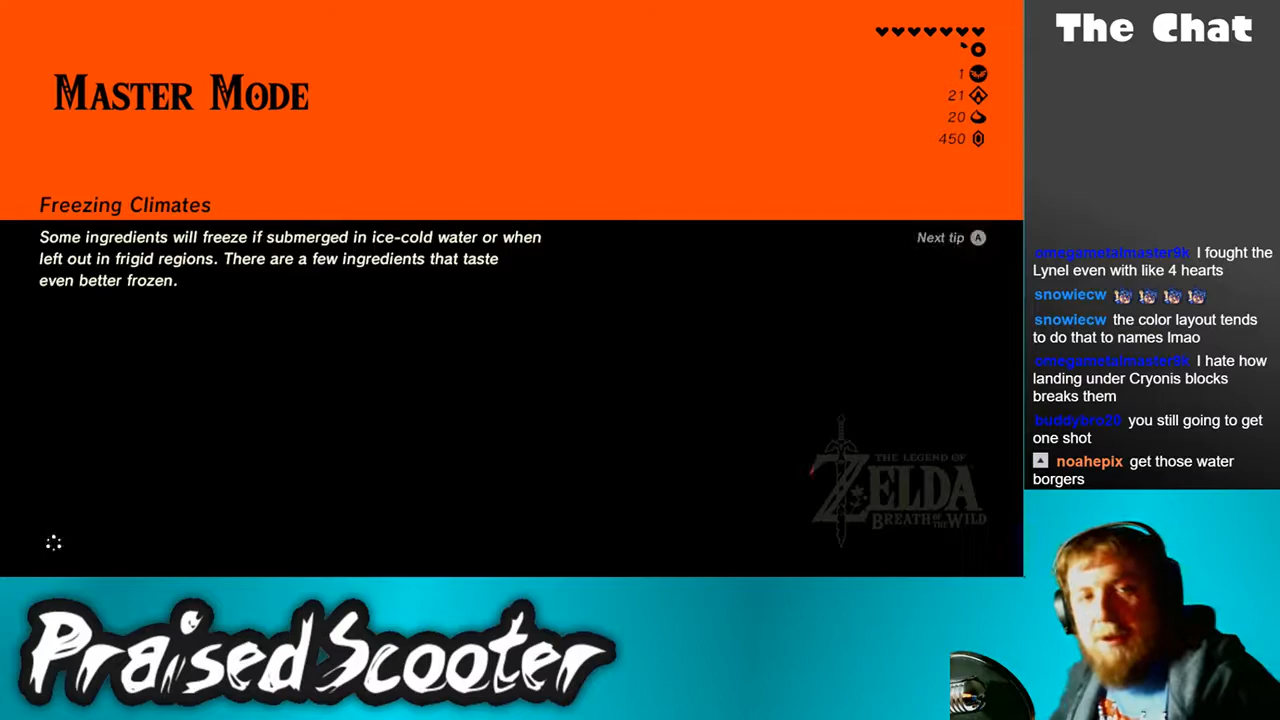 Master Mode
1
21
20
450
Freezing Climates
Some ingredients will freeze if submerged in ice-cold water or when
left out in frigid regions. There are a few ingredients that taste
even better frozen.
Next tip A
THE LEGEND OF
ZELDA
BREATH OF THE WILD
The Chat
omegametalmaster9k I fought the
Lynel even with like 4 hearts
snowiecw
snowiecw the color layout tends
to do that to names lmao
omegametalmaster9k I hate how
landing under Cryonis blocks
breaks them
buddybro20 you still going to get
one shot
noahepix get those water
borgers
Praised Scooter